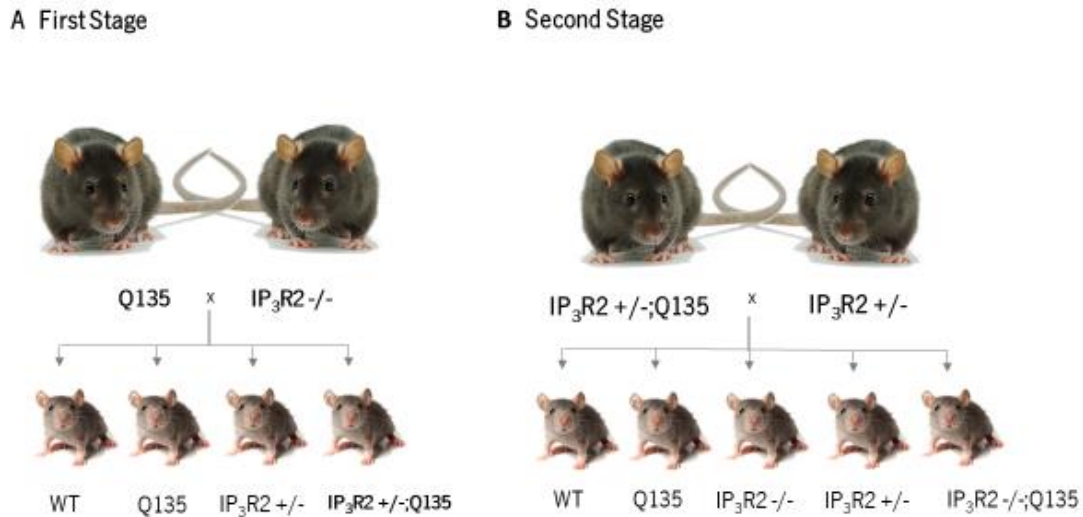 A First Stage
B Second Stage
Q135 x IP₃R2 -/-
WT Q135 IP₃R2 +/- IP₃R2 +/-;Q135
IP₃R2 +/-;Q135 x IP₃R2 +/-
WT Q135 IP₃R2 -/- IP₃R2 +/- IP₃R2 -/-;Q135